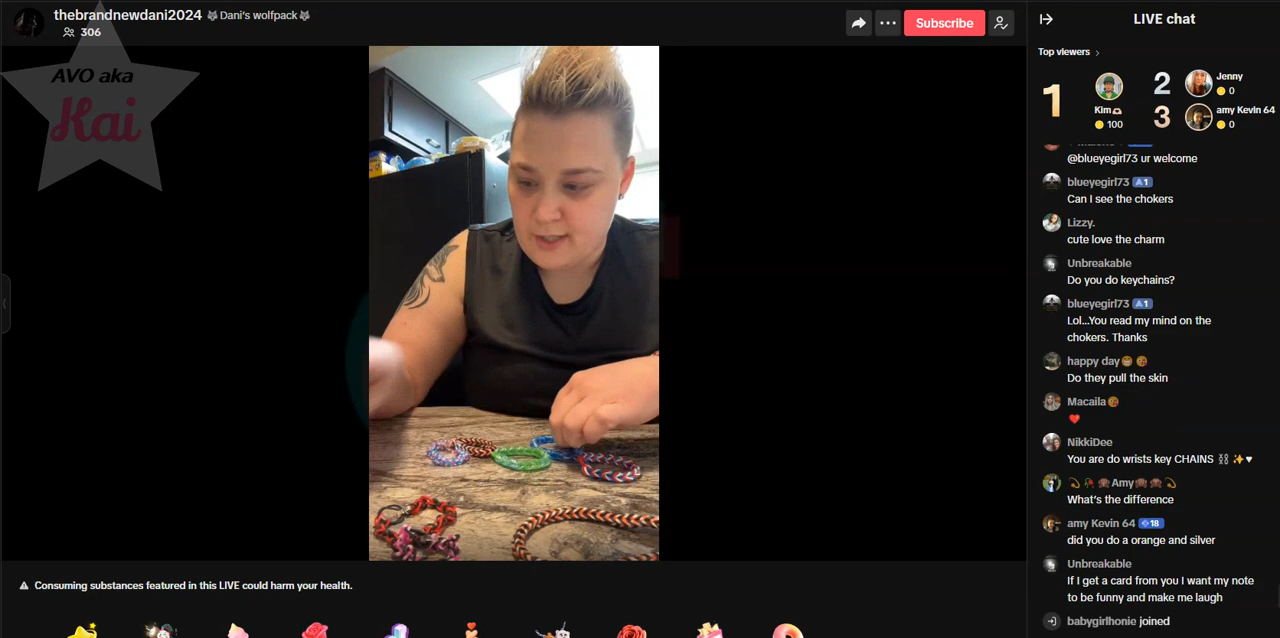 thebrandnewdani2024 🐺Dani's wolfpack🐺
306
Subscribe
AVO aka
Kai
Consuming substances featured in this LIVE could harm your health.
LIVE chat
Top viewers
1
Kim
100
2
Jenny
0
3
amy Kevin 64
0
@blueyegirl73 ur welcome
blueyegirl73 1
Can I see the chokers
Lizzy.
cute love the charm
Unbreakable
Do you do keychains?
blueyegirl73 1
Lol...You read my mind on the
chokers. Thanks
happy day
Do they pull the skin
Macaila
❤️
NikkiDee
You are do wrists key CHAINS ⛓️ ✨♥
💫🥀🙈Amy🙈🙈💫
What's the difference
amy Kevin 64 18
did you do a orange and silver
Unbreakable
If I get a card from you I want my note
to be funny and make me laugh
babygirlhonie joined